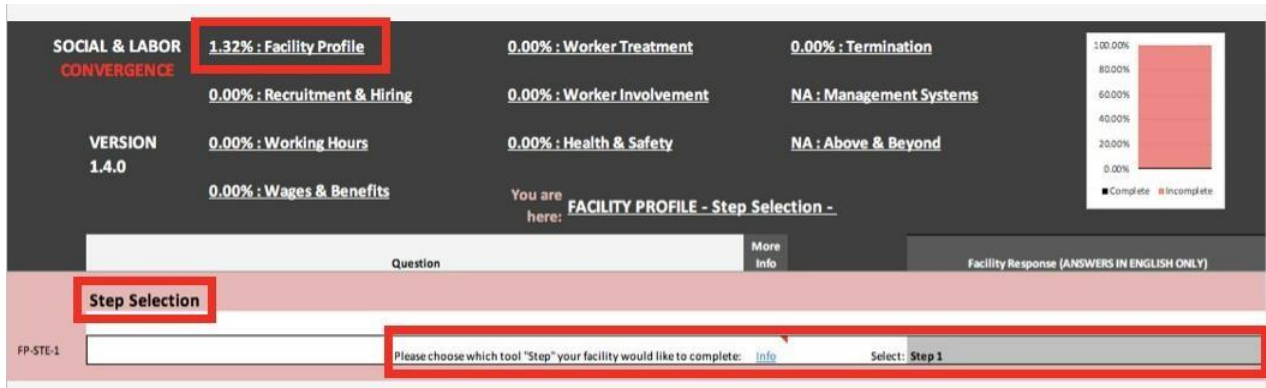 SOCIAL & LABOR
CONVERGENCE
VERSION
1.4.0
1.32% : Facility Profile
0.00% : Recruitment & Hiring
0.00% : Working Hours
0.00% : Wages & Benefits
0.00% : Worker Treatment
0.00% : Worker Involvement
0.00% : Health & Safety
0.00% : Termination
NA : Management Systems
NA : Above & Beyond
You are
here:
FACILITY PROFILE - Step Selection -
100.00%
80.00%
60.00%
40.00%
20.00%
0.00%
Complete Incomplete
Question
More
Info
Facility Response (ANSWERS IN ENGLISH ONLY)
Step Selection
FP-STE-1
Please choose which tool "Step" your facility would like to complete: Info Select: Step 1